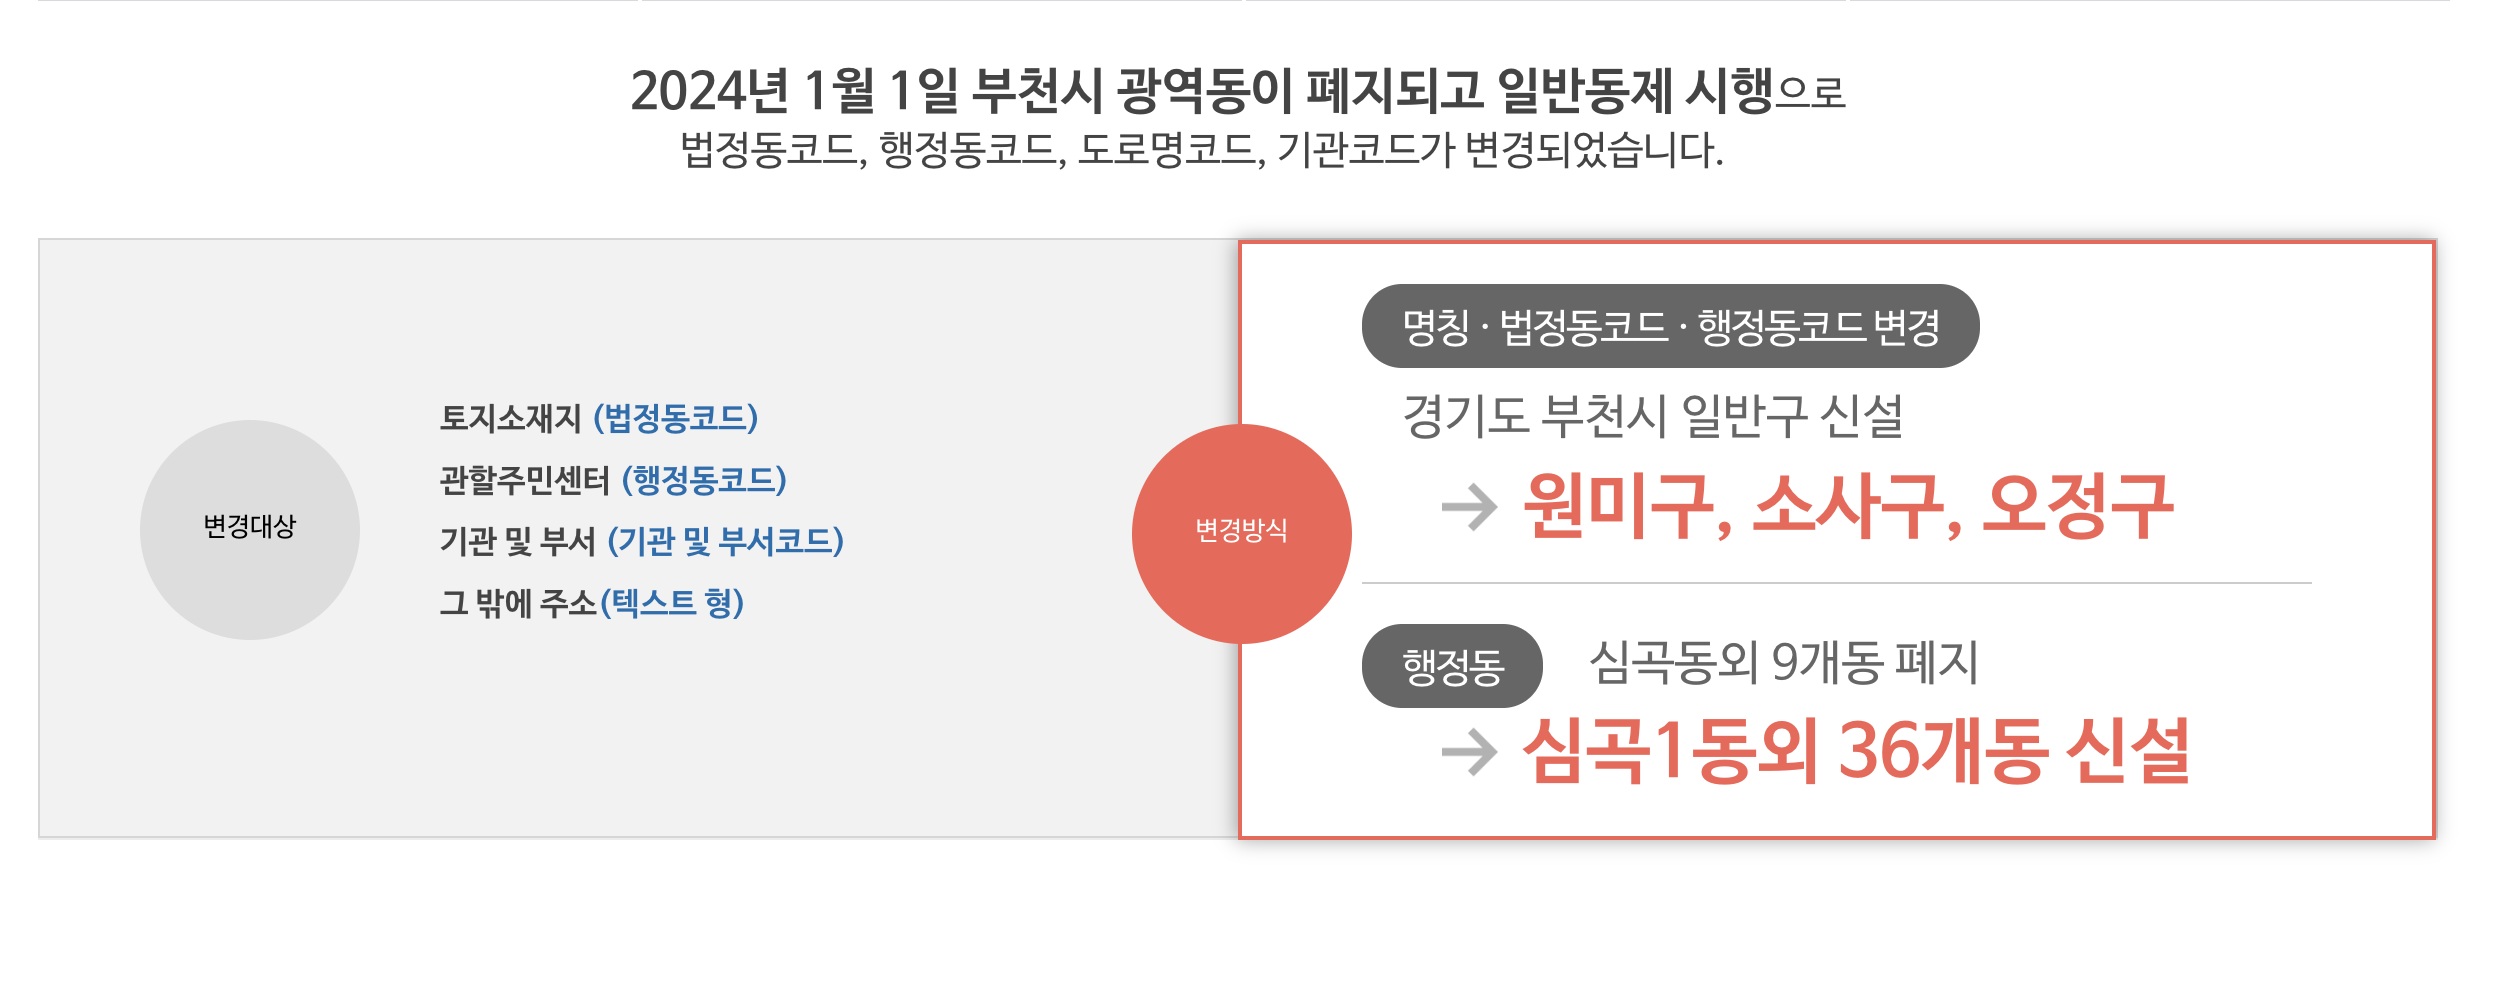 2024년 1월 1일 부천시 광역동이 폐지되고 일반동제 시행으로
법정동코드, 행정동코드, 도로명코드, 기관코드가 변경되었습니다.
변경대상
토지소재지 (법정동코드)
관할주민센터 (행정동코드)
기관 및 부서 (기관 및 부서코드)
그 밖에 주소(텍스트 형)
변경방식
명칭 · 법정동코드 · 행정동코드 변경
경기도 부천시 일반구 신설
→ 원미구, 소사구, 오정구
행정동 심곡동외 9개동 폐지
→ 심곡1동외 36개동 신설